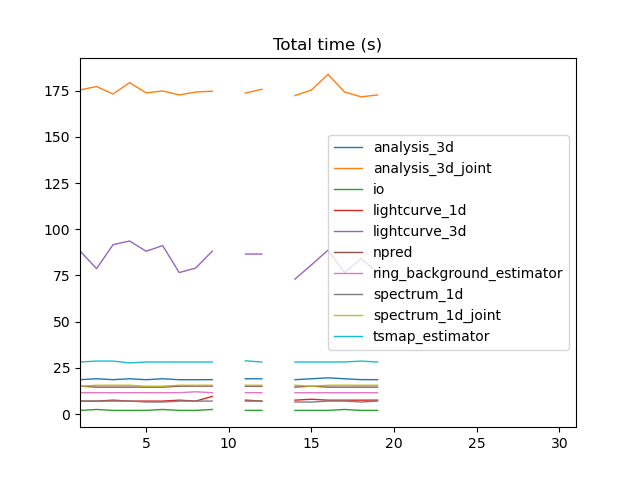 Total time (s)
175
150
125
100
75
50
25
0
analysis_3d
analysis_3d_joint
io
lightcurve_1d
lightcurve_3d
npred
ring_background_estimator
spectrum_1d
spectrum_1d_joint
tsmap_estimator
5 10 15 20 25 30